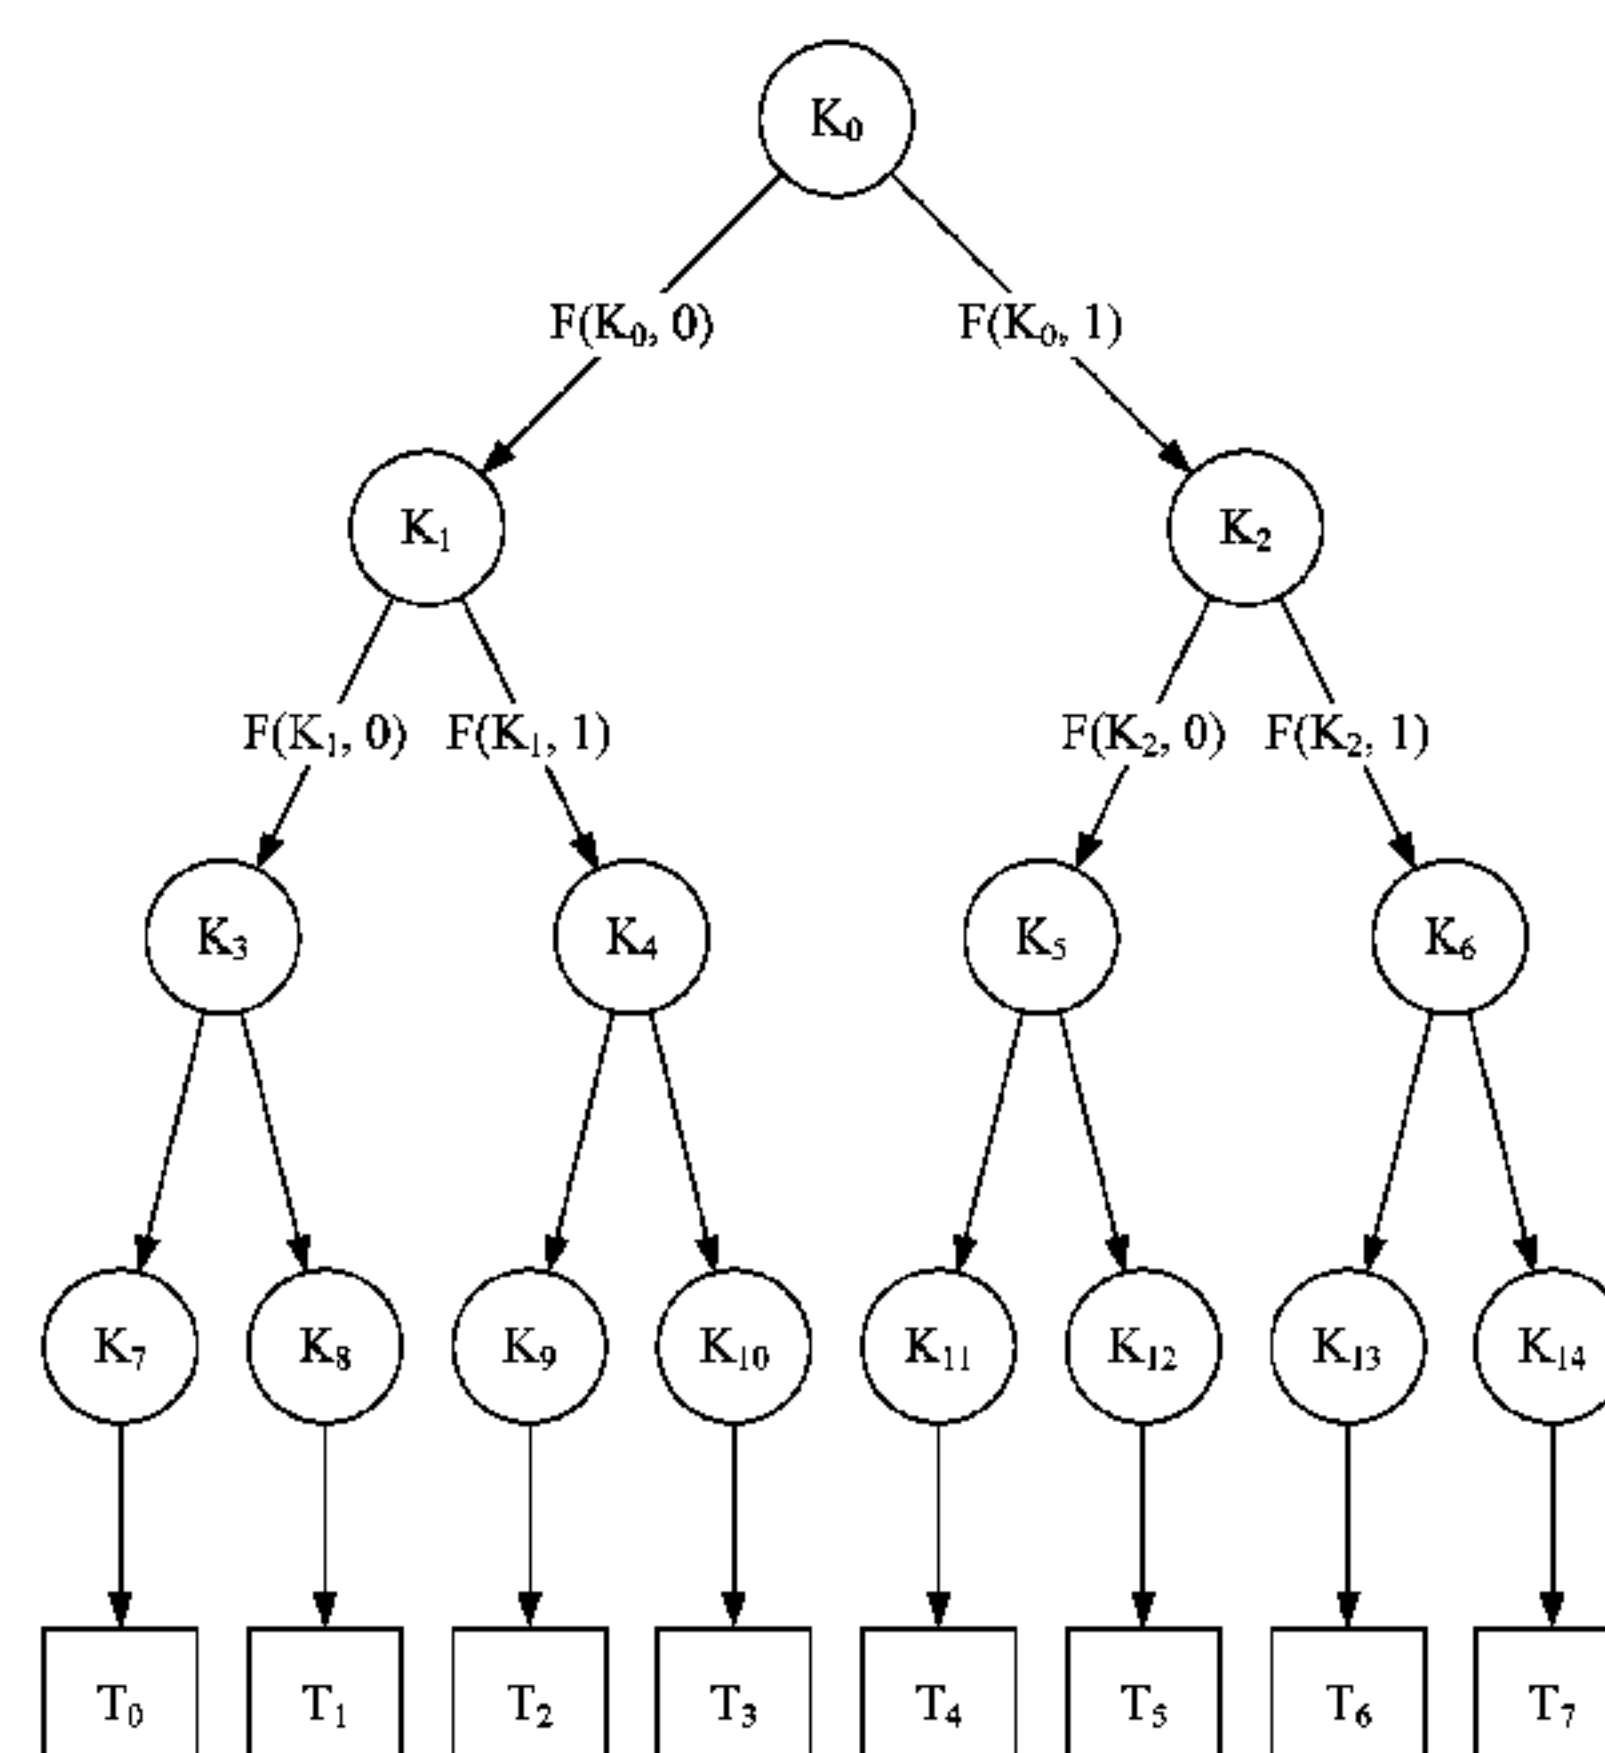 K₀
F(K₀, 0) F(K₀, 1)
K₁ K₂
F(K₁, 0) F(K₁, 1) F(K₂, 0) F(K₂, 1)
K₃ K₄ K₅ K₆
K₇ K₈ K₉ K₁₀ K₁₁ K₁₂ K₁₃ K₁₄
T₀ T₁ T₂ T₃ T₄ T₅ T₆ T₇